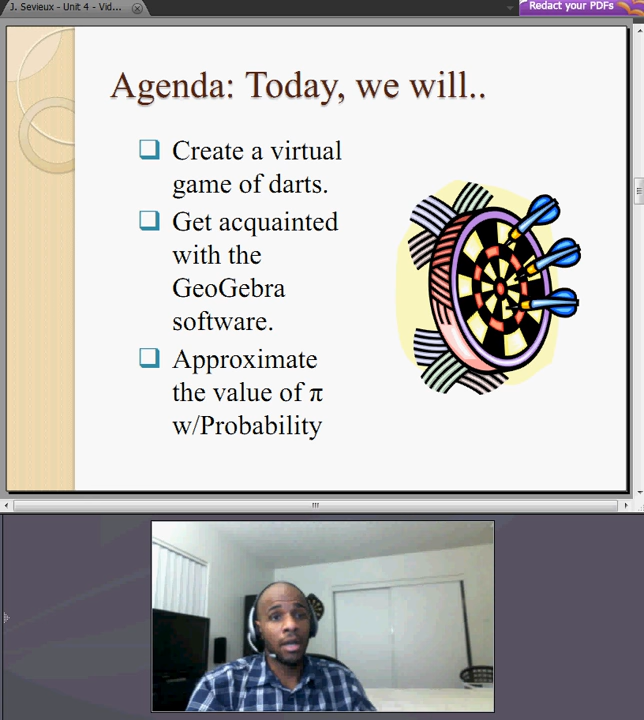 J. Sevieux - Unit 4 - Vid...
Redact your PDFs
Agenda: Today, we will..
Create a virtual
game of darts.
Get acquainted
with the
GeoGebra
software.
Approximate
the value of π
w/Probability